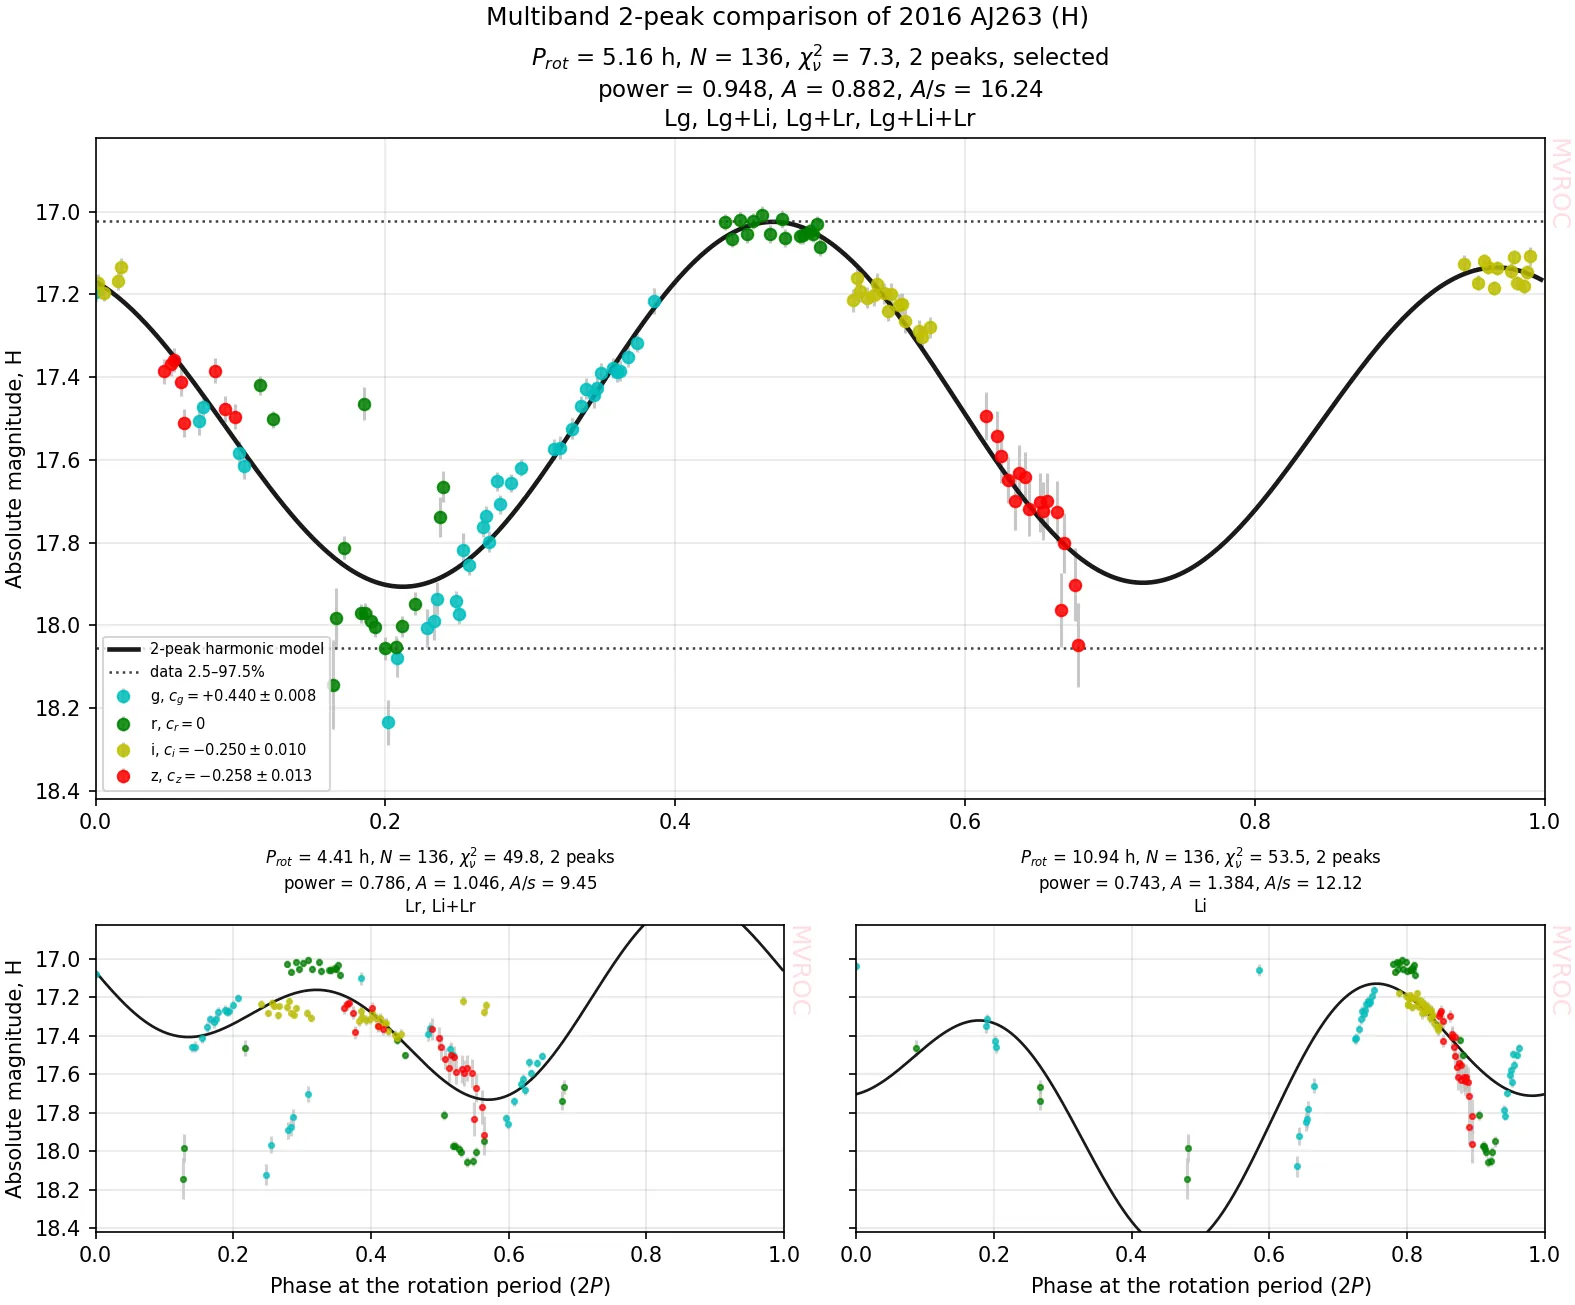 Multiband 2-peak comparison of 2016 AJ263 (H)
P_rot = 5.16 h, N = 136, χ²_ν = 7.3, 2 peaks, selected
power = 0.948, A = 0.882, A/s = 16.24
Lg, Lg+Li, Lg+Lr, Lg+Li+Lr
MVROC
Absolute magnitude, H
17.0
17.2
17.4
17.6
17.8
18.0
18.2
18.4
2-peak harmonic model
data 2.5–97.5%
g, c_g = +0.440 ± 0.008
r, c_r = 0
i, c_i = −0.250 ± 0.010
z, c_z = −0.258 ± 0.013
0.0 0.2 0.4 0.6 0.8 1.0
P_rot = 4.41 h, N = 136, χ²_ν = 49.8, 2 peaks
power = 0.786, A = 1.046, A/s = 9.45
Lr, Li+Lr
MVROC
Absolute magnitude, H
17.0
17.2
17.4
17.6
17.8
18.0
18.2
18.4
0.0 0.2 0.4 0.6 0.8 1.0
Phase at the rotation period (2P)
P_rot = 10.94 h, N = 136, χ²_ν = 53.5, 2 peaks
power = 0.743, A = 1.384, A/s = 12.12
Li
MVROC
0.0 0.2 0.4 0.6 0.8 1.0
Phase at the rotation period (2P)